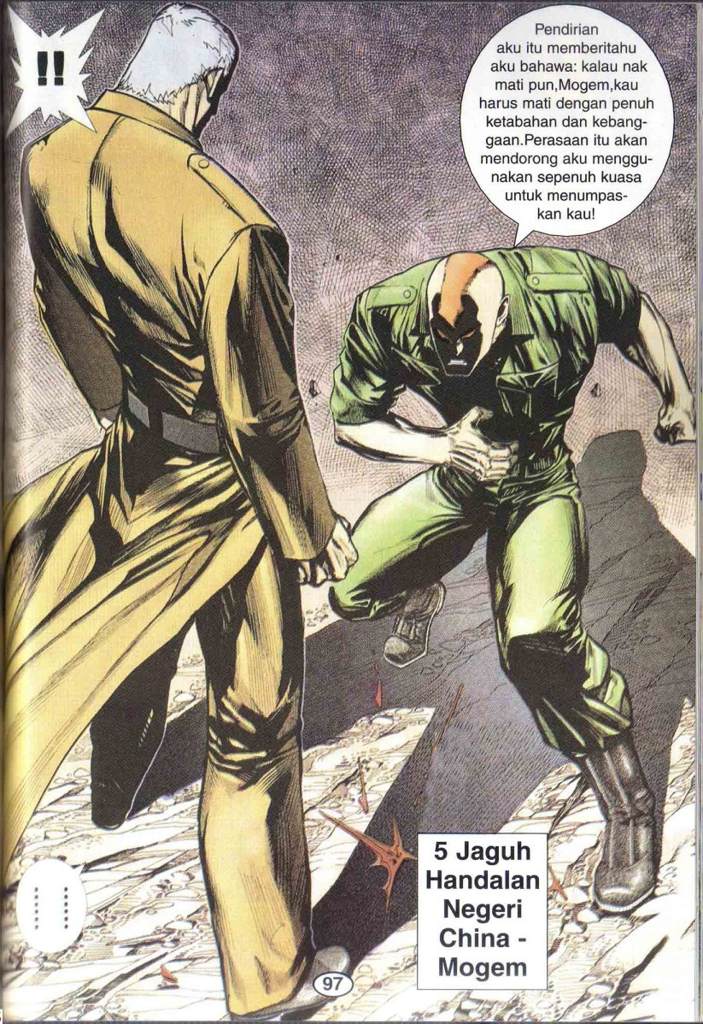 !!
Pendirian
aku itu memberitahu
aku bahawa: kalau nak
mati pun,Mogem,kau
harus mati dengan penuh
ketabahan dan kebang-
gaan.Perasaan itu akan
mendorong aku menggu-
nakan sepenuh kuasa
untuk menumpas-
kan kau!
......
......
5 Jaguh
Handalan
Negeri
China -
Mogem
97